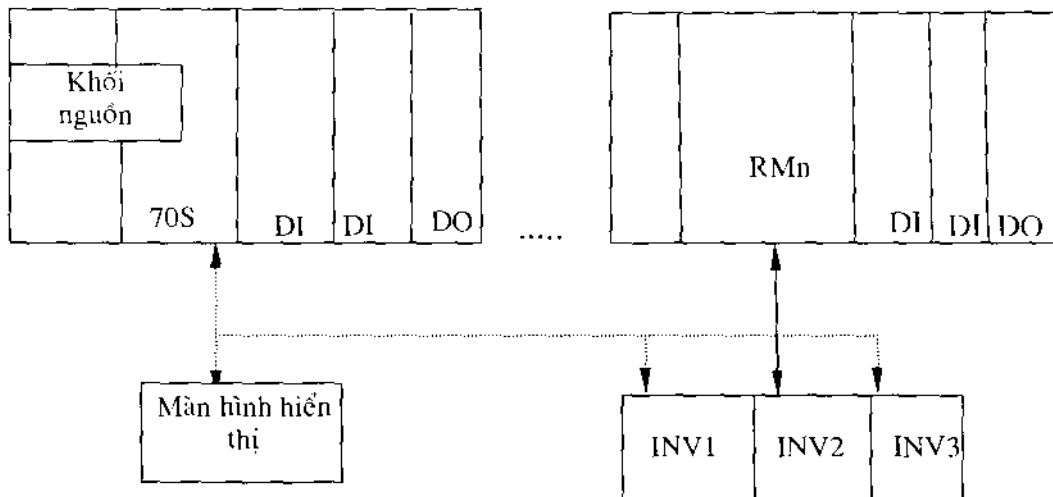 Khối
nguồn
70S
DI
DI
DO
.....
RMn
DI
DI
DO
Màn hình hiển
thị
INV1
INV2
INV3